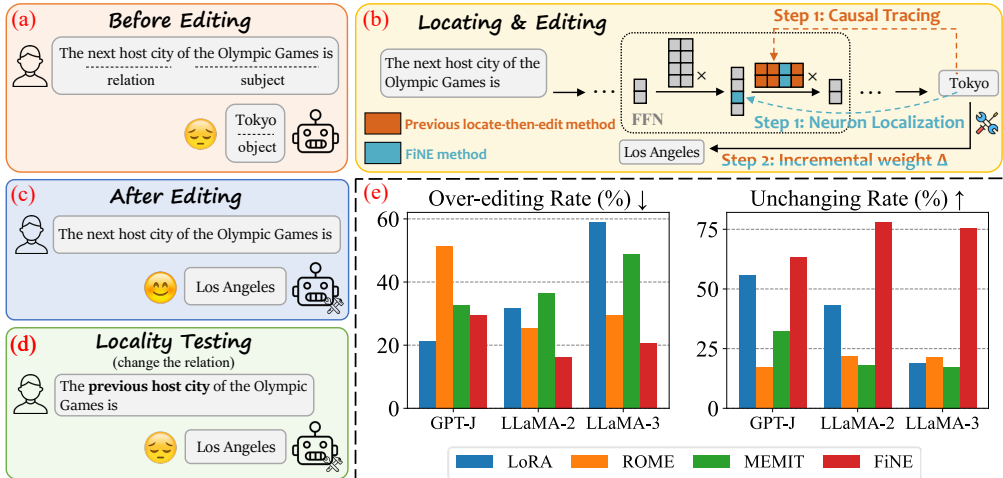 (a)
Before Editing
The next host city of the Olympic Games is
relation subject
Tokyo
object
(b)
Locating & Editing
Step 1: Causal Tracing
The next host city of the
Olympic Games is
×
×
...
...
Tokyo
FFN
Previous locate-then-edit method
Step 1: Neuron Localization
FiNE method
Los Angeles
Step 2: Incremental weight Δ
(c)
After Editing
The next host city of the Olympic Games is
Los Angeles
(d)
Locality Testing
(change the relation)
The previous host city of the Olympic
Games is
Los Angeles
(e)
Over-editing Rate (%) ↓
60
40
20
0
GPT-J LLaMA-2 LLaMA-3
Unchanging Rate (%) ↑
75
50
25
0
GPT-J LLaMA-2 LLaMA-3
LoRA ROME MEMIT FiNE